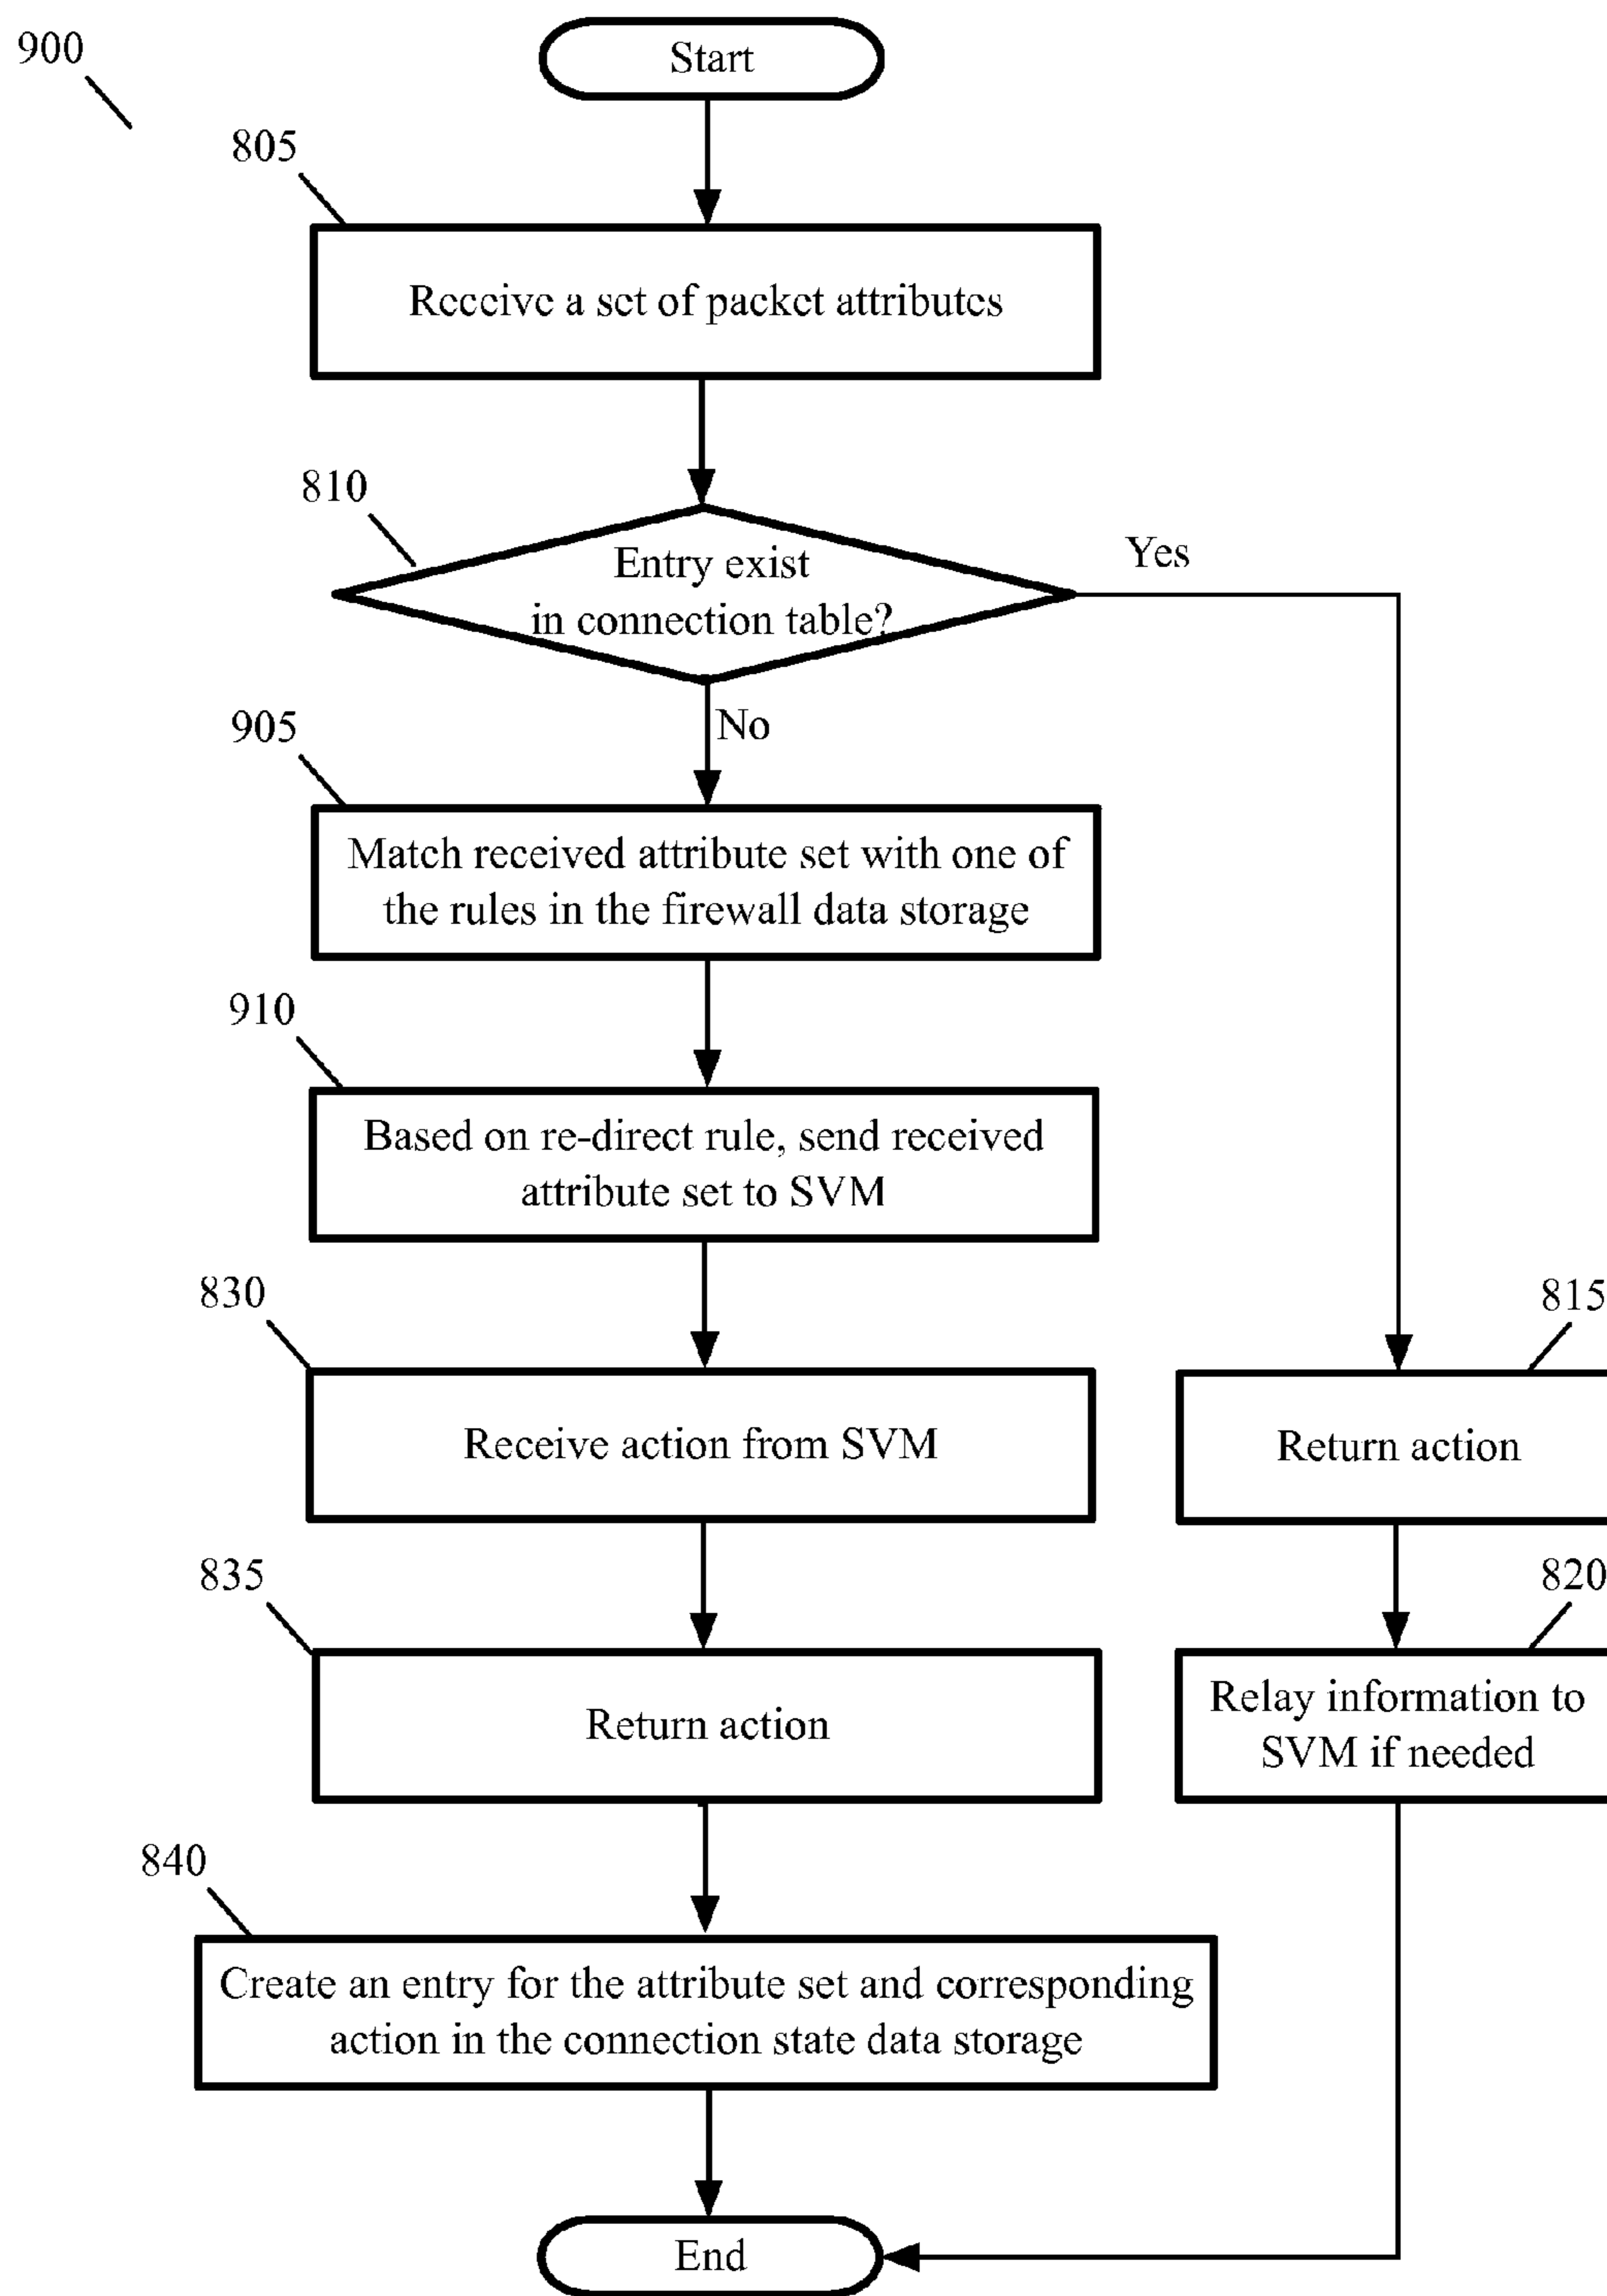 900
Start
805
Receive a set of packet attributes
810
Entry exist
in connection table?
Yes
No
905
Match received attribute set with one of
the rules in the firewall data storage
910
Based on re-direct rule, send received
attribute set to SVM
830
Receive action from SVM
815
Return action
835
Return action
820
Relay information to
SVM if needed
840
Create an entry for the attribute set and corresponding
action in the connection state data storage
End